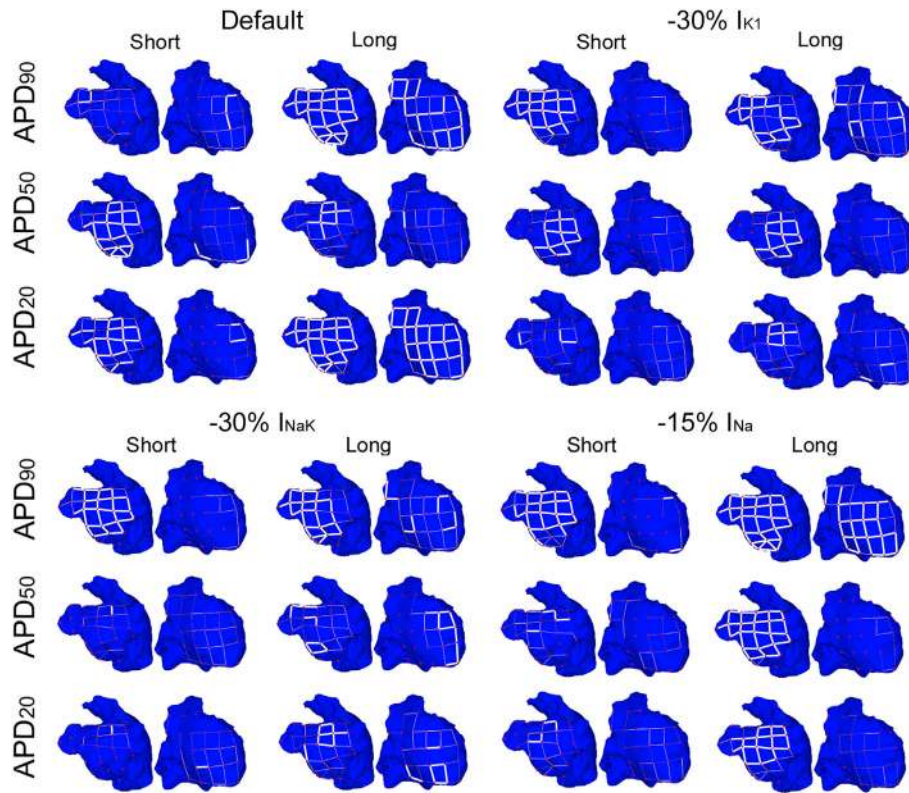 Default
-30% IK1
Short
Long
Short
Long
APD90
APD50
APD20
-30% INaK
-15% INa
Short
Long
Short
Long
APD90
APD50
APD20